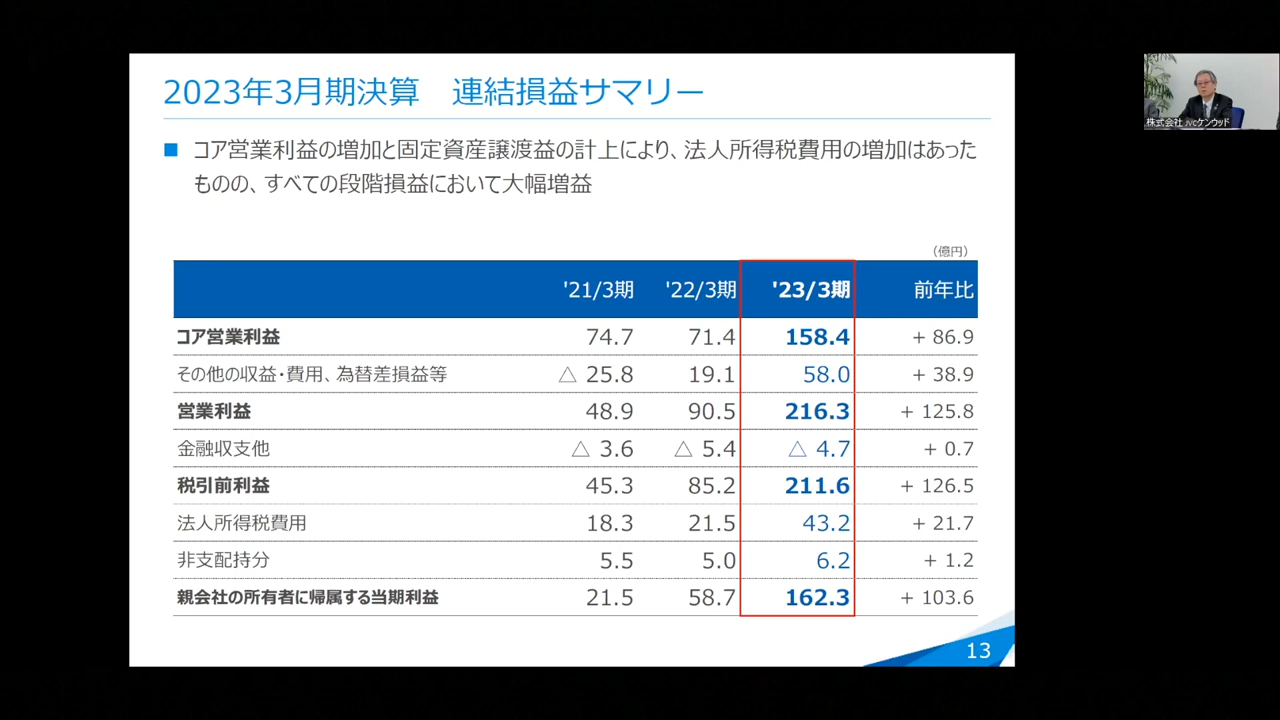 2023年3月期決算　連結損益サマリー
■ コア営業利益の増加と固定資産譲渡益の計上により、法人所得税費用の増加はあった
ものの、すべての段階損益において大幅増益
（億円）
'21/3期 '22/3期 '23/3期 前年比
コア営業利益 74.7 71.4 158.4 + 86.9
その他の収益・費用、為替差損益等 △ 25.8 19.1 58.0 + 38.9
営業利益 48.9 90.5 216.3 + 125.8
金融収支他 △ 3.6 △ 5.4 △ 4.7 + 0.7
税引前利益 45.3 85.2 211.6 + 126.5
法人所得税費用 18.3 21.5 43.2 + 21.7
非支配持分 5.5 5.0 6.2 + 1.2
親会社の所有者に帰属する当期利益 21.5 58.7 162.3 + 103.6
13
株式会社 JVCケンウッド